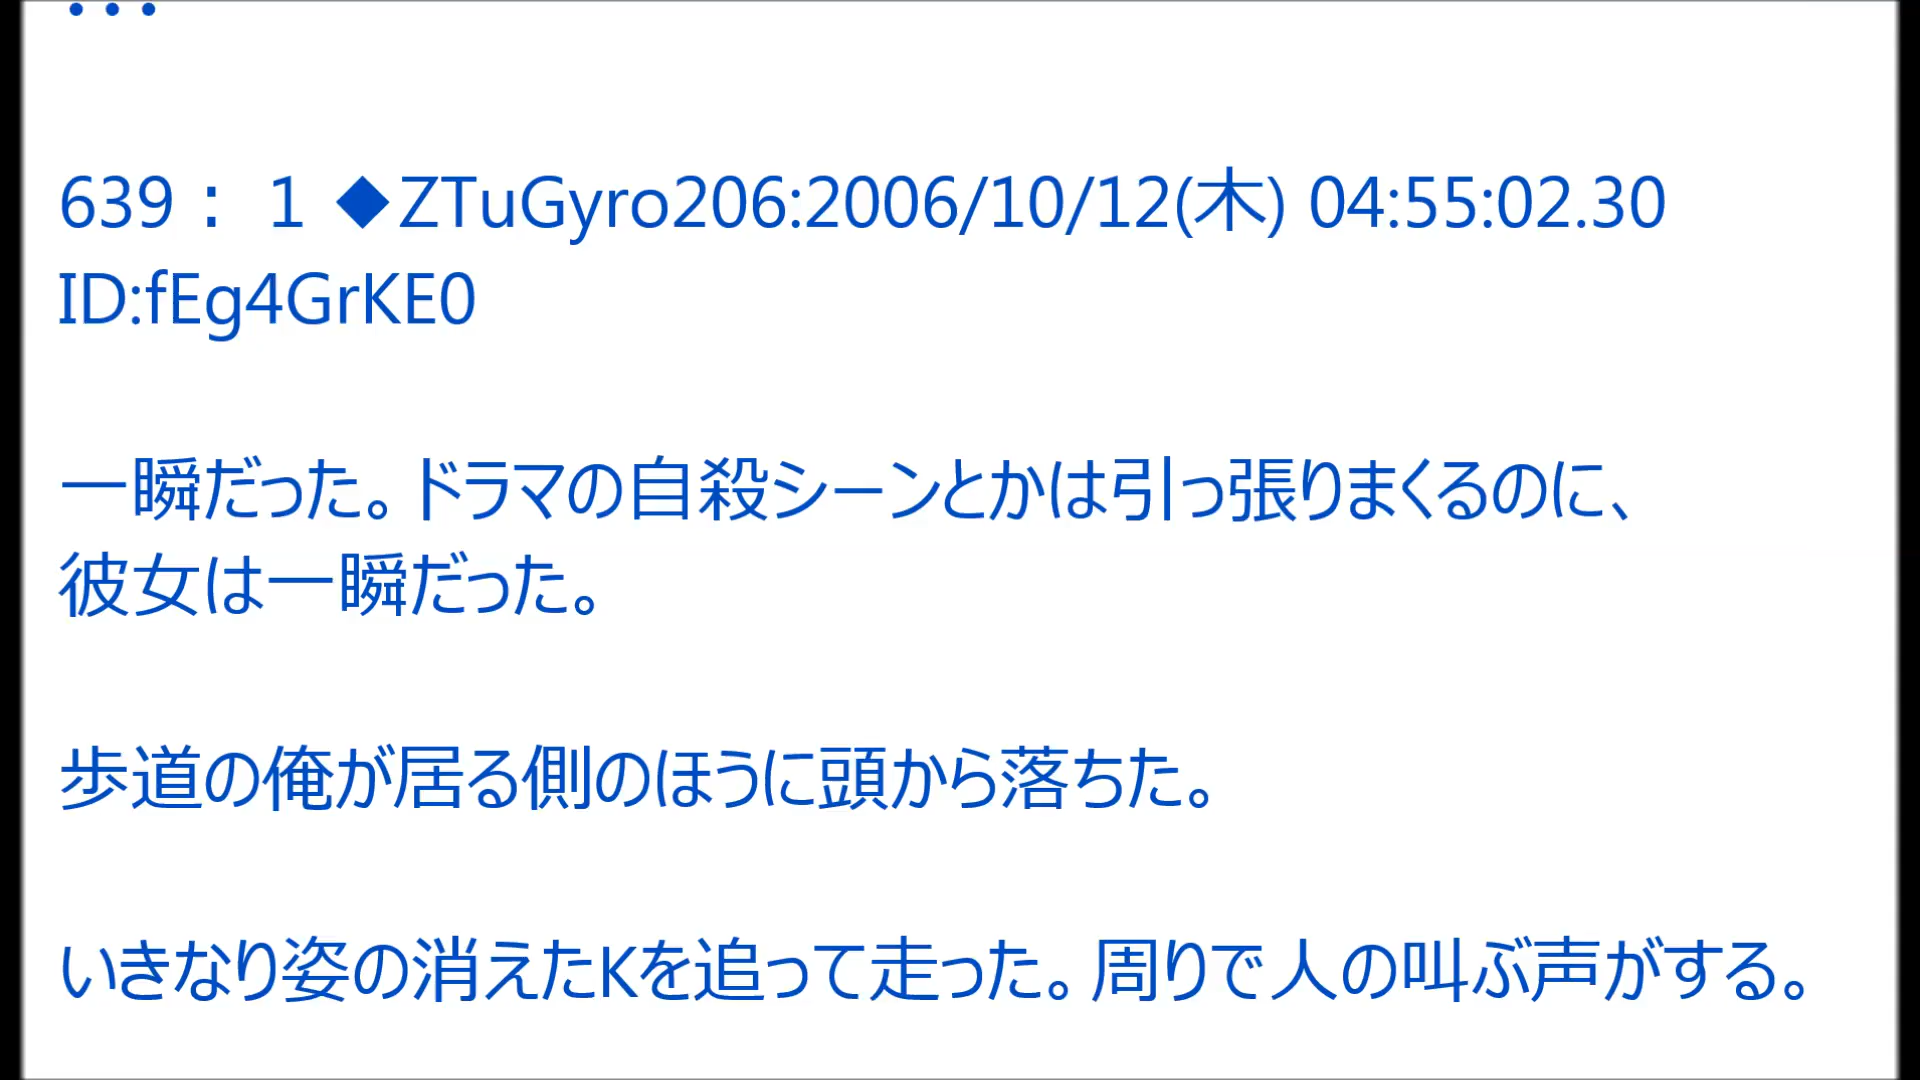 ・・・
639： 1 ◆ZTuGyro206:2006/10/12(木) 04:55:02.30
ID:fEg4GrKE0
一瞬だった。ドラマの自殺シーンとかは引っ張りまくるのに、
彼女は一瞬だった。
歩道の俺が居る側のほうに頭から落ちた。
いきなり姿の消えたKを追って走った。周りで人の叫ぶ声がする。